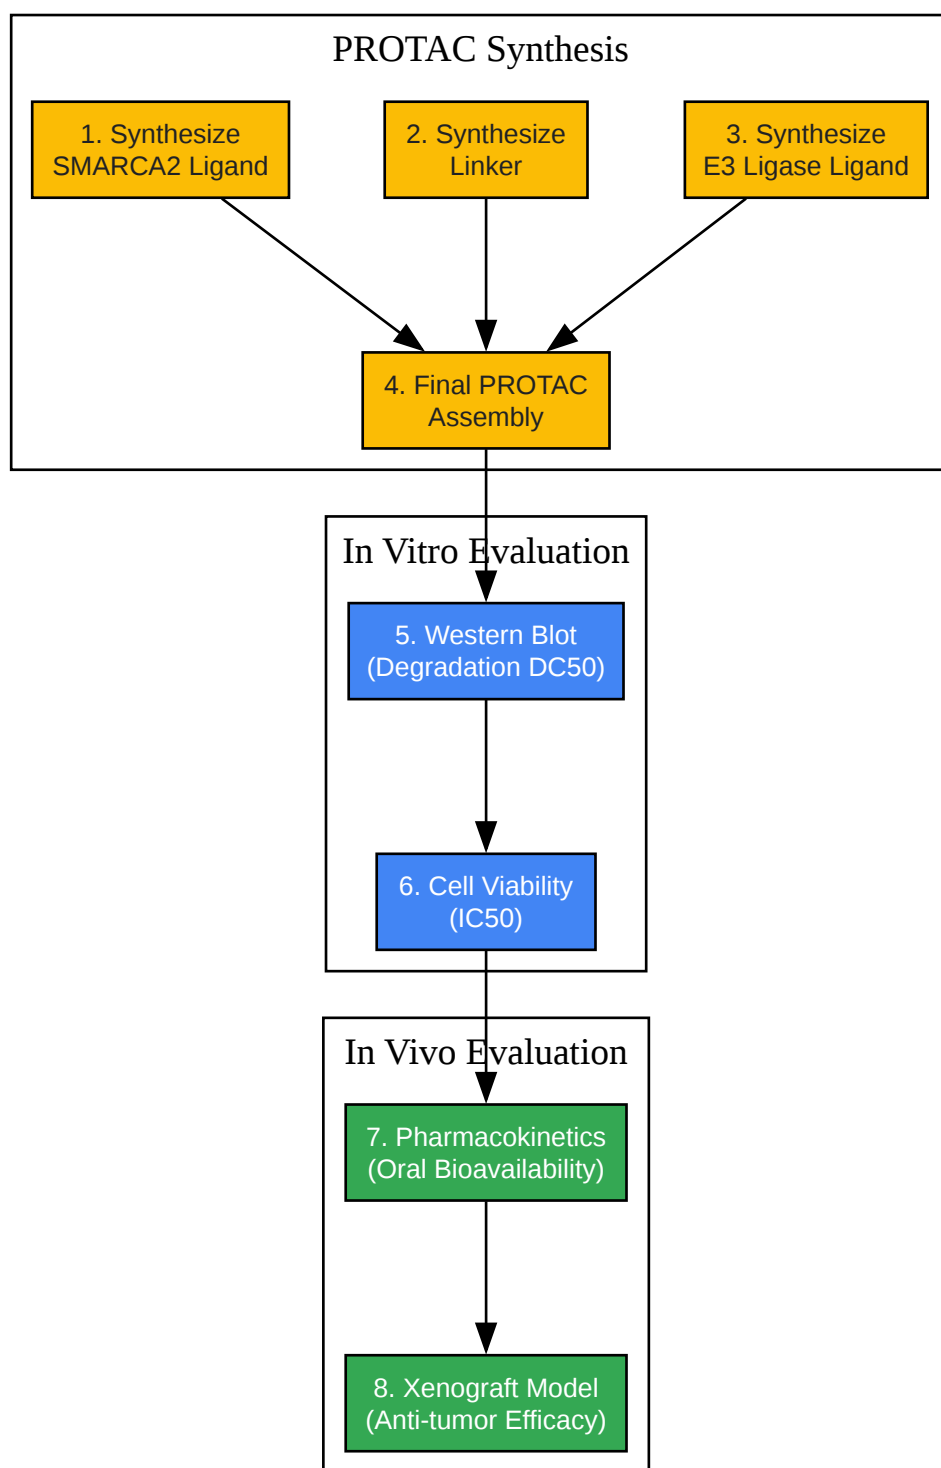 PROTAC Synthesis
1. Synthesize
SMARCA2 Ligand
2. Synthesize
Linker
3. Synthesize
E3 Ligase Ligand
4. Final PROTAC
Assembly
In Vitro Evaluation
5. Western Blot
(Degradation DC50)
6. Cell Viability
(IC50)
In Vivo Evaluation
7. Pharmacokinetics
(Oral Bioavailability)
8. Xenograft Model
(Anti-tumor Efficacy)